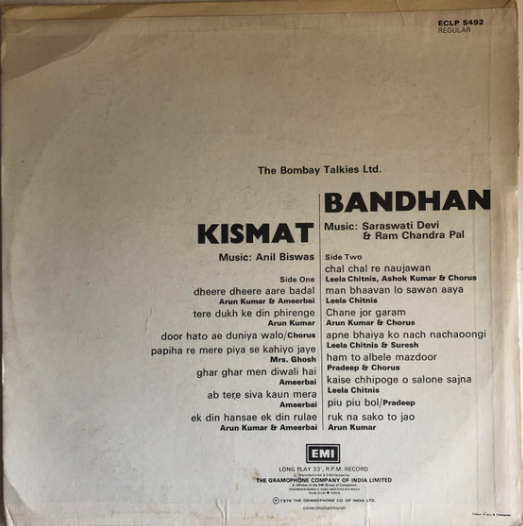 ECLP 5492
REGULAR
The Bombay Talkies Ltd.
KISMAT
Music: Anil Biswas
Side One
dheere dheere aare badal
Arun Kumar & Ameerbai
tere dukh ke din phirenge
Arun Kumar
door hato ae duniya walo/Chorus
papiha re mere piya se kahiyo jaye
Mrs. Ghosh
ghar ghar men diwali hai
Ameerbai
ab tere siva kaun mera
Ameerbai
ek din hansae ek din rulae
Arun Kumar & Ameerbai
BANDHAN
Music: Saraswati Devi
& Ram Chandra Pal
Side Two
chal chal re naujawan
Leela Chitnis, Ashok Kumar & Chorus
man bhaavan lo sawan aaya
Leela Chitnis
Chane jor garam
Arun Kumar & Chorus
apne bhaiya ko nach nachaoongi
Leela Chitnis & Suresh
ham to albele mazdoor
Pradeep & Chorus
kaise chhipoge o salone sajna
Leela Chitnis
piu piu bol/Pradeep
ruk na sako to jao
Arun Kumar
EMI
LONG PLAY 33⅓ R.P.M. RECORD
THE GRAMOPHONE COMPANY OF INDIA LIMITED
THE GRAMOPHONE CO OF INDIA LTD.